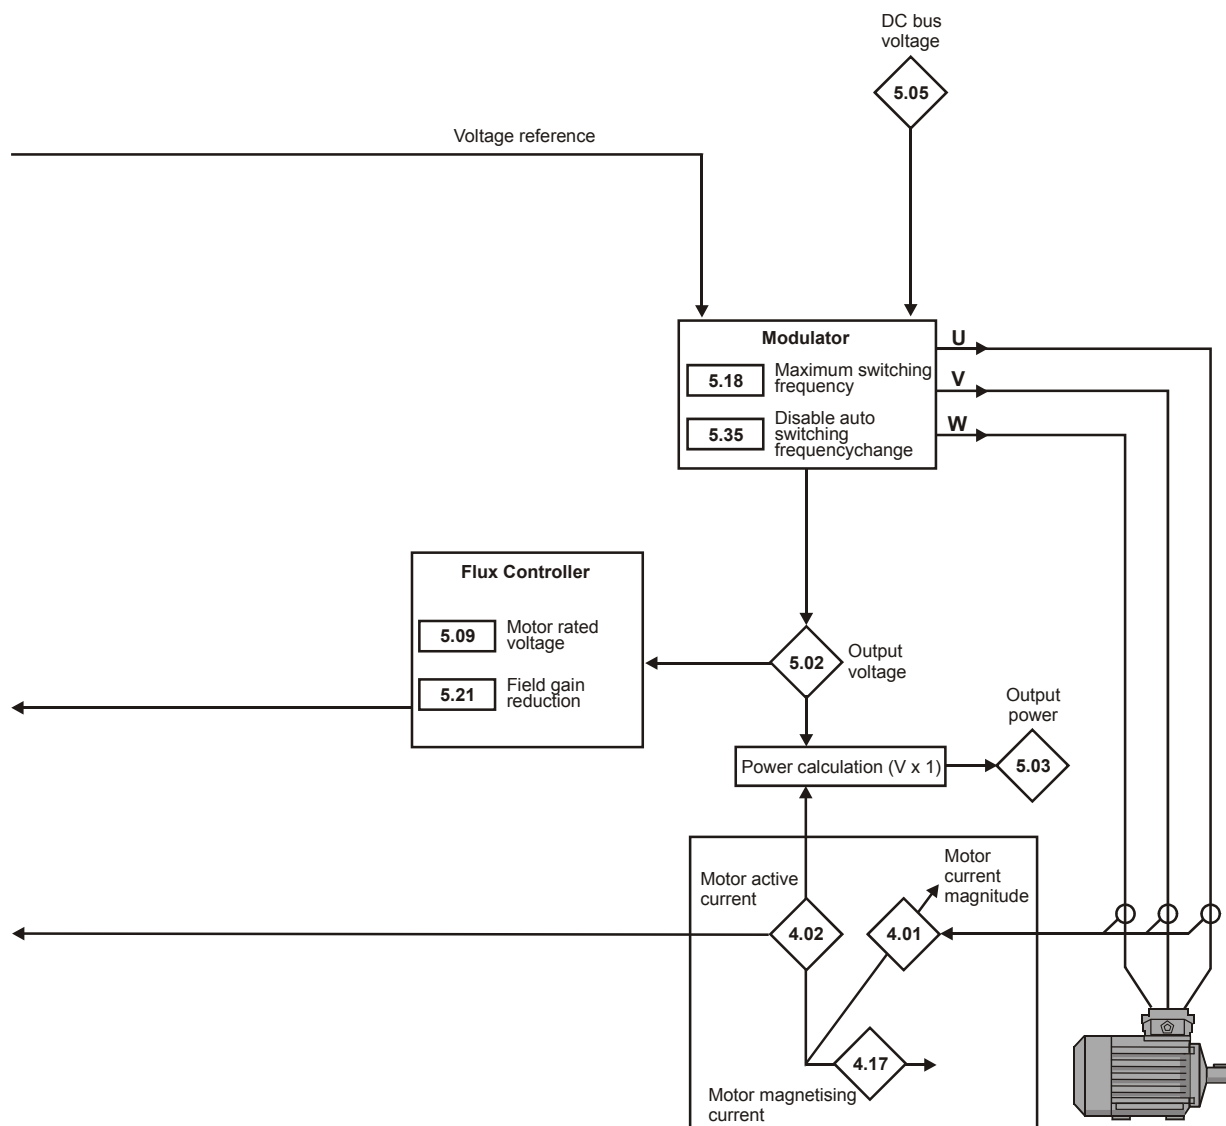 DC bus
voltage
5.05
Voltage reference
Modulator
5.18
Maximum switching
frequency
5.35
Disable auto
switching
frequencychange
U
V
W
Flux Controller
5.09
Motor rated
voltage
5.21
Field gain
reduction
5.02
Output
voltage
Output
power
Power calculation (V x 1)
5.03
Motor active
current
4.02
Motor
current
magnitude
4.01
4.17
Motor magnetising
current